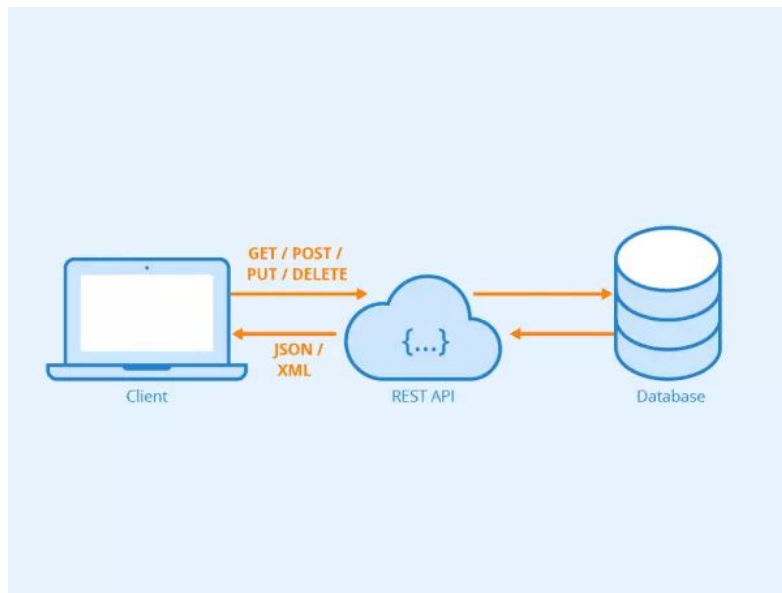 GET / POST /
PUT / DELETE
{...}
JSON /
XML
Client
REST API
Database